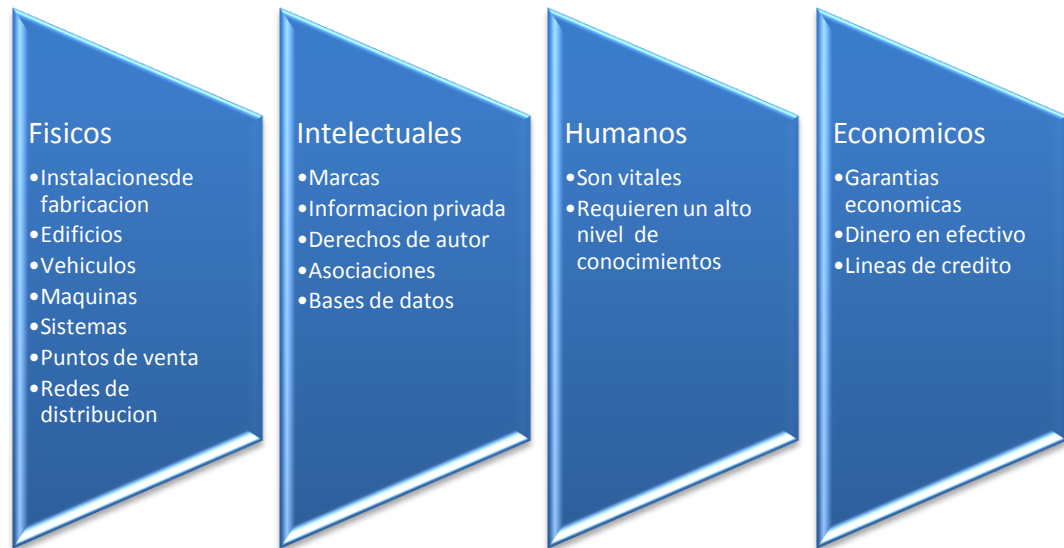 Fisicos
•Instalacionesde
fabricacion
•Edificios
•Vehiculos
•Maquinas
•Sistemas
•Puntos de venta
•Redes de
distribucion
Intelectuales
•Marcas
•Informacion privada
•Derechos de autor
•Asociaciones
•Bases de datos
Humanos
•Son vitales
•Requieren un alto
nivel de
conocimientos
Economicos
•Garantias
economicas
•Dinero en efectivo
•Lineas de credito